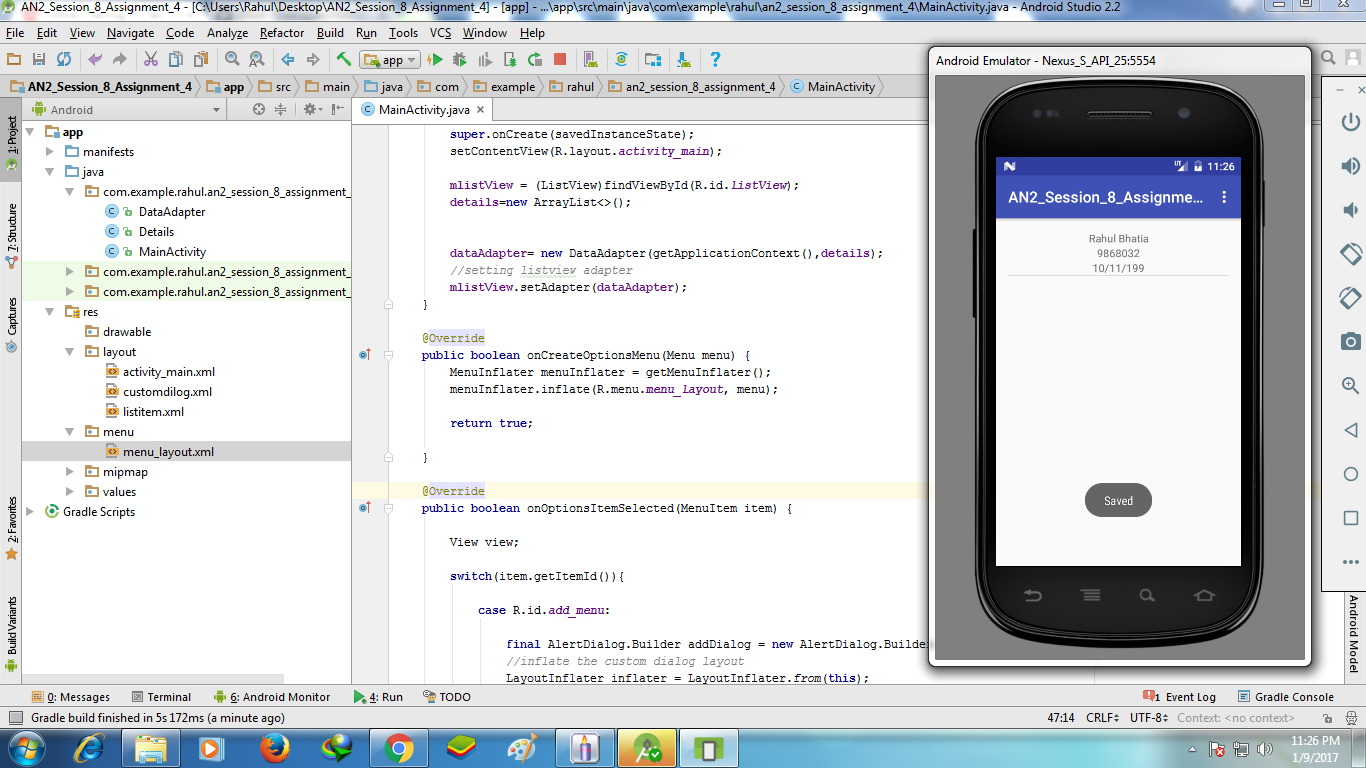 AN2_Session_8_Assignment_4 - [C:\Users\Rahul\Desktop\AN2_Session_8_Assignment_4] - [app] - ...\app\src\main\java\com\example\rahul\an2_session_8_assignment_4\MainActivity.java - Android Studio 2.2
File Edit View Navigate Code Analyze Refactor Build Run Tools VCS Window Help
app
AN2_Session_8_Assignment_4 app src main java com example rahul an2_session_8_assignment_4 MainActivity
Android
MainActivity.java
1: Project
7: Structure
Captures
2: Favorites
Build Variants
app
manifests
java
com.example.rahul.an2_session_8_assignment_
DataAdapter
Details
MainActivity
com.example.rahul.an2_session_8_assignment_
com.example.rahul.an2_session_8_assignment_
res
drawable
layout
activity_main.xml
customdilog.xml
listitem.xml
menu
menu_layout.xml
mipmap
values
Gradle Scripts
super.onCreate(savedInstanceState);
setContentView(R.layout.activity_main);
mlistView = (ListView)findViewById(R.id.listView);
details=new ArrayList<>();
dataAdapter= new DataAdapter(getApplicationContext(),details);
//setting listview adapter
mlistView.setAdapter(dataAdapter);
}
@Override
public boolean onCreateOptionsMenu(Menu menu) {
MenuInflater menuInflater = getMenuInflater();
menuInflater.inflate(R.menu.menu_layout, menu);
return true;
}
@Override
public boolean onOptionsItemSelected(MenuItem item) {
View view;
switch(item.getItemId()){
case R.id.add_menu:
final AlertDialog.Builder addDialog = new AlertDialog.Builder
//inflate the custom dialog layout
LayoutInflater inflater = LayoutInflater.from(this);
Android Emulator - Nexus_S_API_25:5554
11:26
AN2_Session_8_Assignme...
Rahul Bhatia
9868032
10/11/199
Saved
Android Model
0: Messages Terminal 6: Android Monitor 4: Run TODO 1 Event Log Gradle Console
Gradle build finished in 5s 172ms (a minute ago) 47:14 CRLF UTF-8 Context: <no context>
11:26 PM
1/9/2017